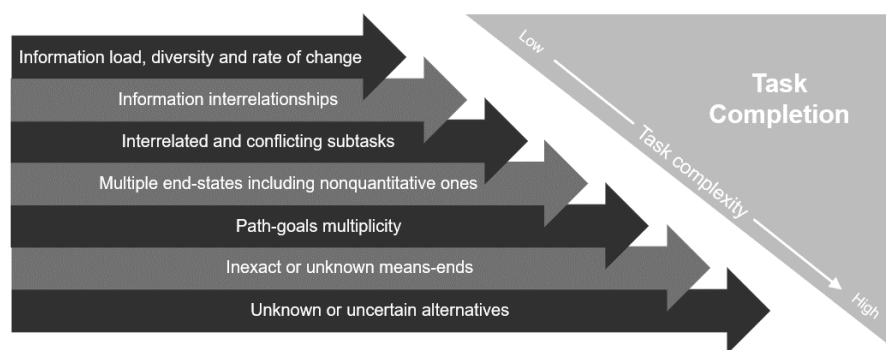 Information load, diversity and rate of change
Information interrelationships
Interrelated and conflicting subtasks
Multiple end-states including nonquantitative ones
Path-goals multiplicity
Inexact or unknown means-ends
Unknown or uncertain alternatives
Low
Task complexity
High
Task
Completion